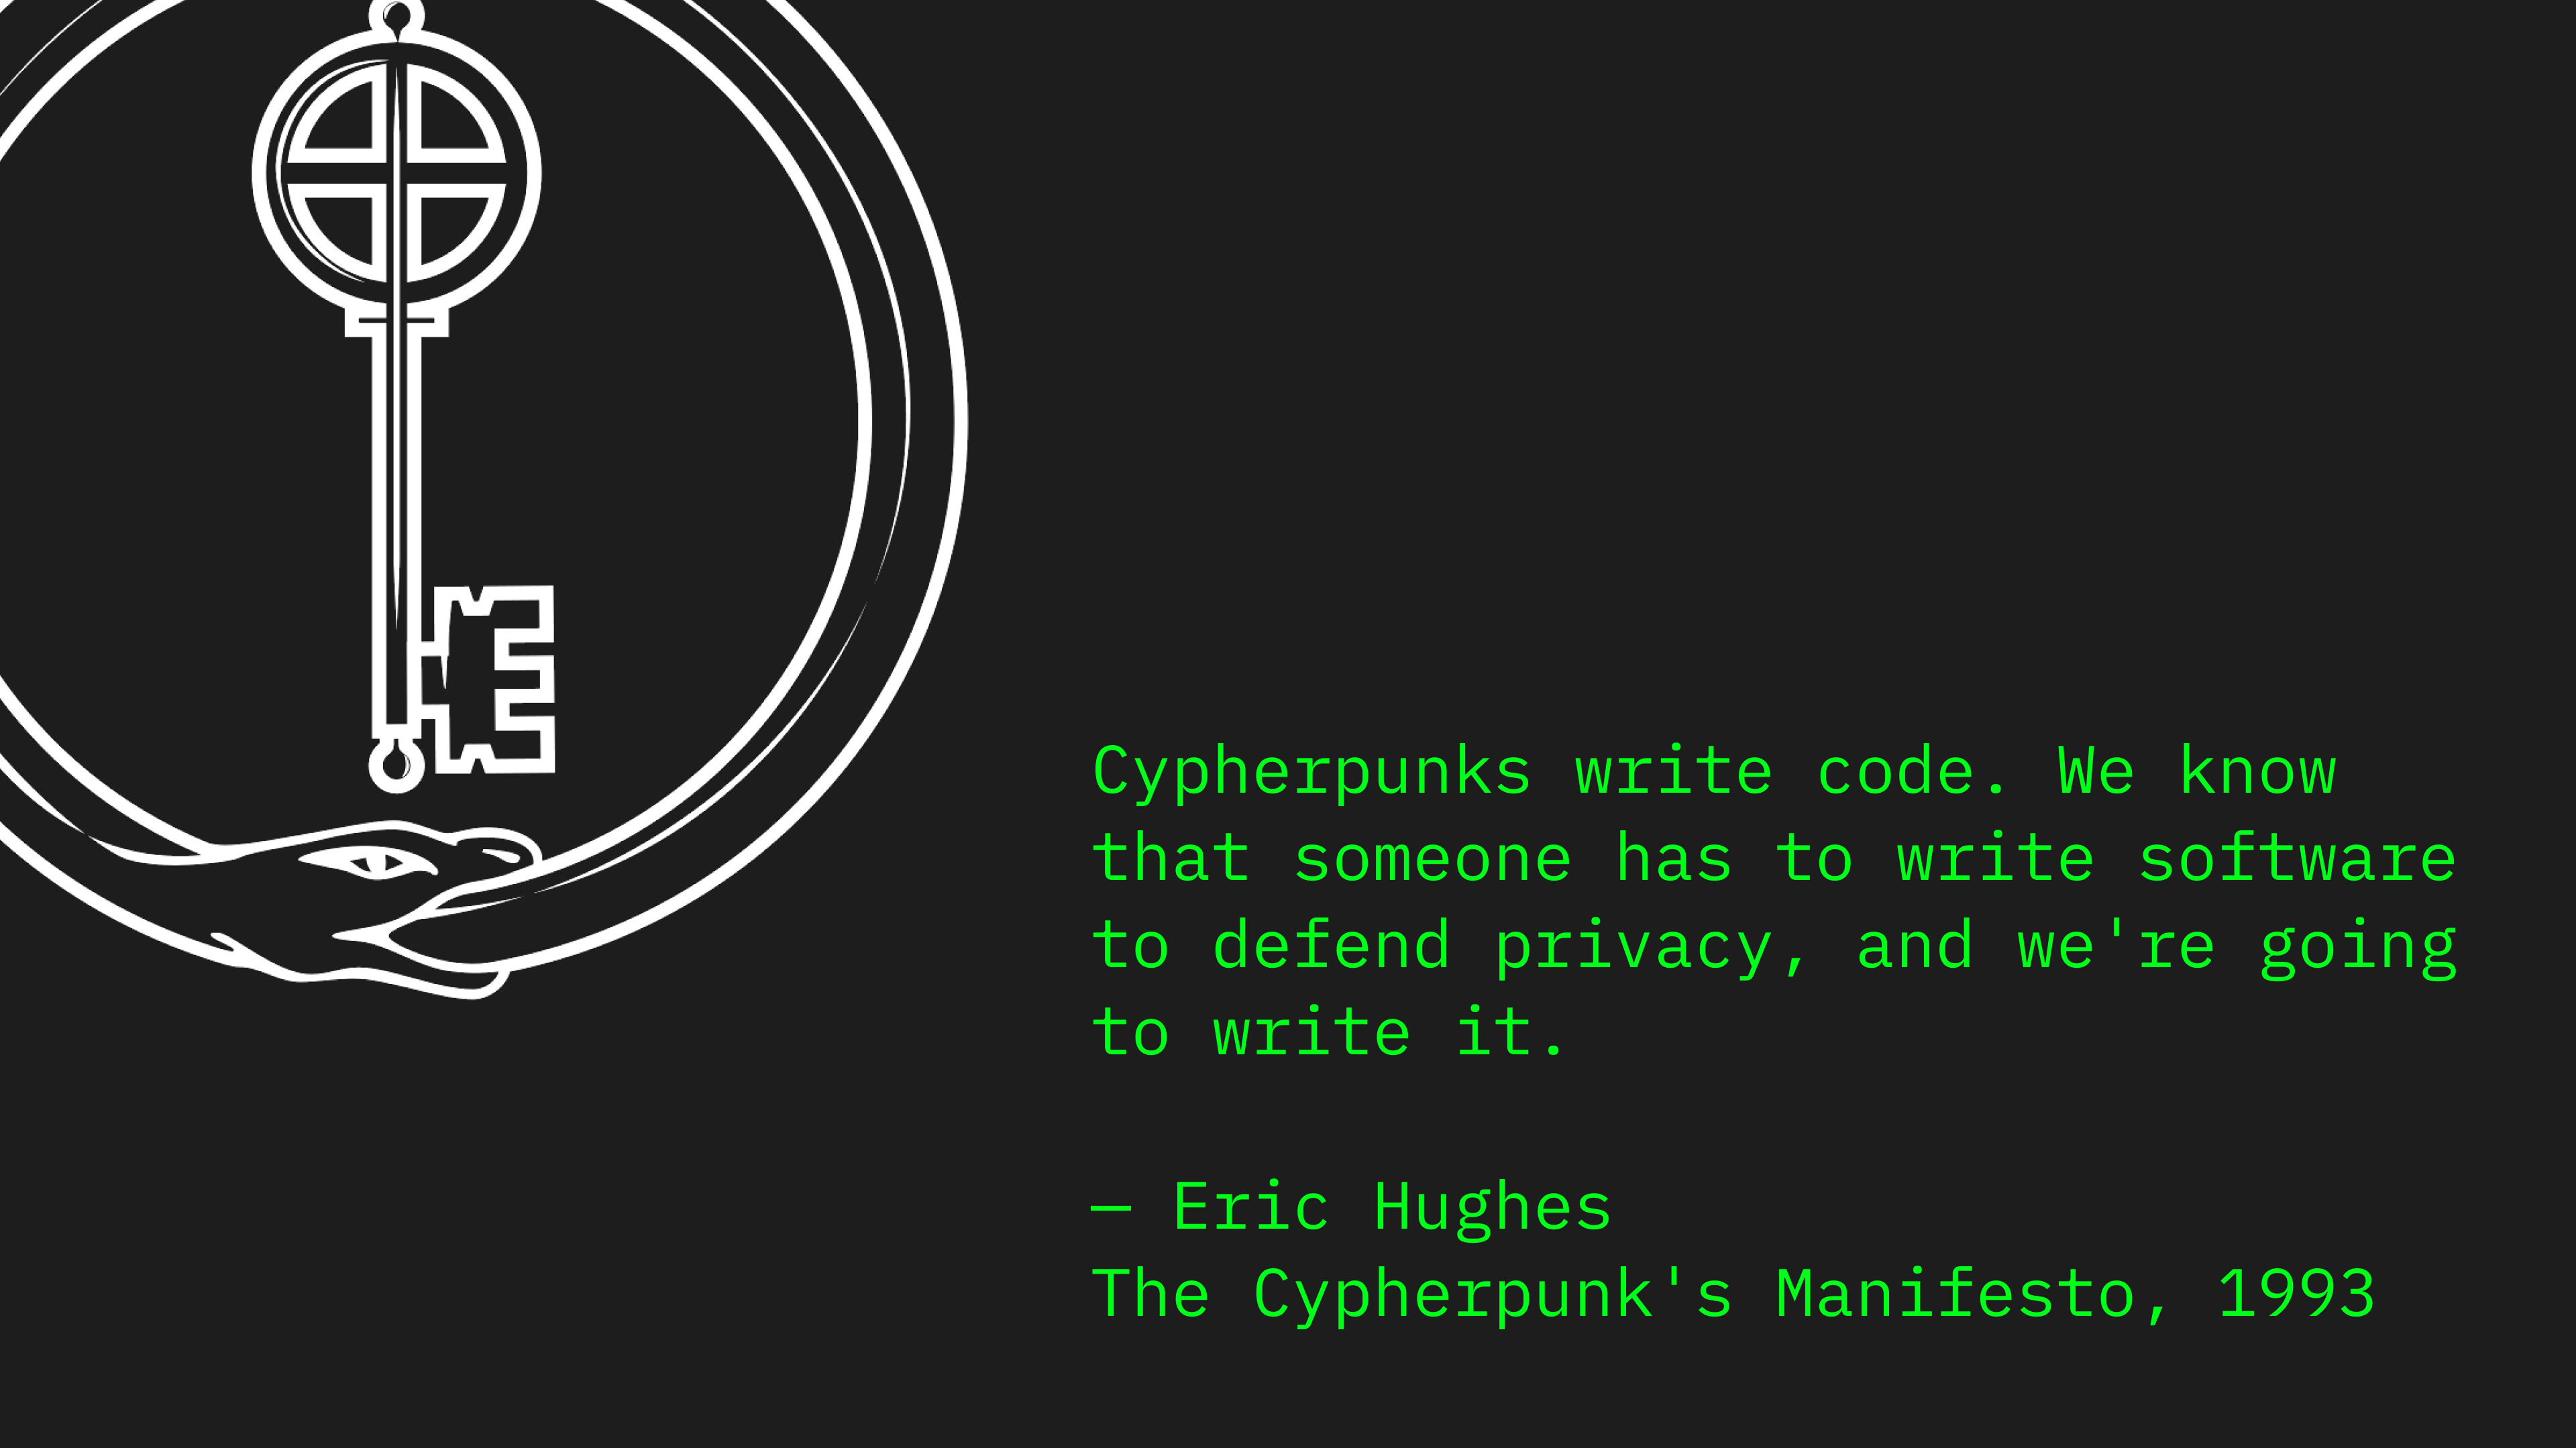 Cypherpunks write code. We know
that someone has to write software
to defend privacy, and we're going
to write it.
— Eric Hughes
The Cypherpunk's Manifesto, 1993